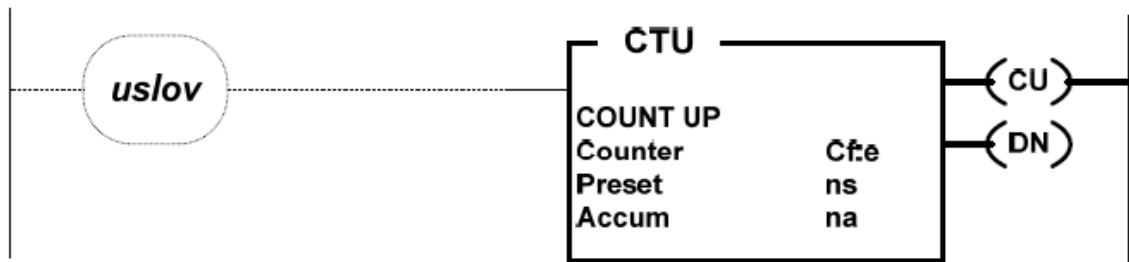 CTU
uslov
CU
COUNT UP
Counter Cf:e
DN
Preset ns
Accum na